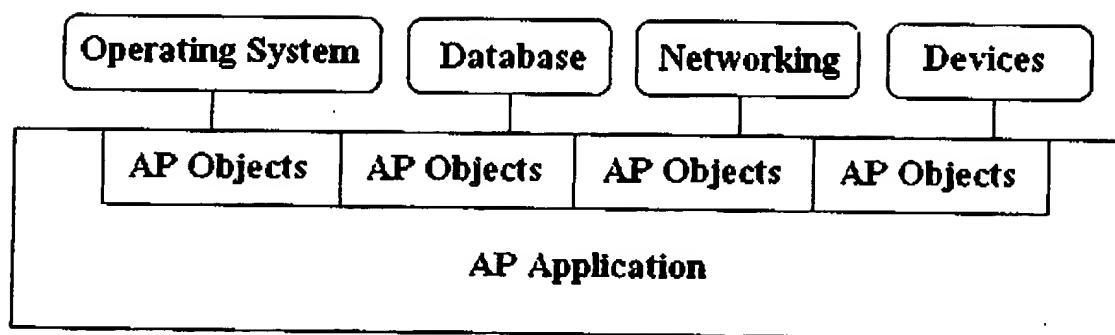 Operating System
Database
Networking
Devices
AP Objects
AP Objects
AP Objects
AP Objects
AP Application